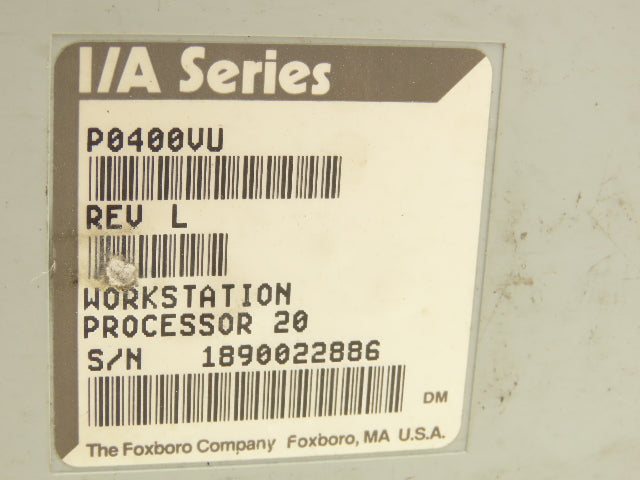 I/A Series
P0400VU
REV L
WORKSTATION
PROCESSOR 20
S/N 1890022886
DM
The Foxboro Company Foxboro, MA U.S.A.